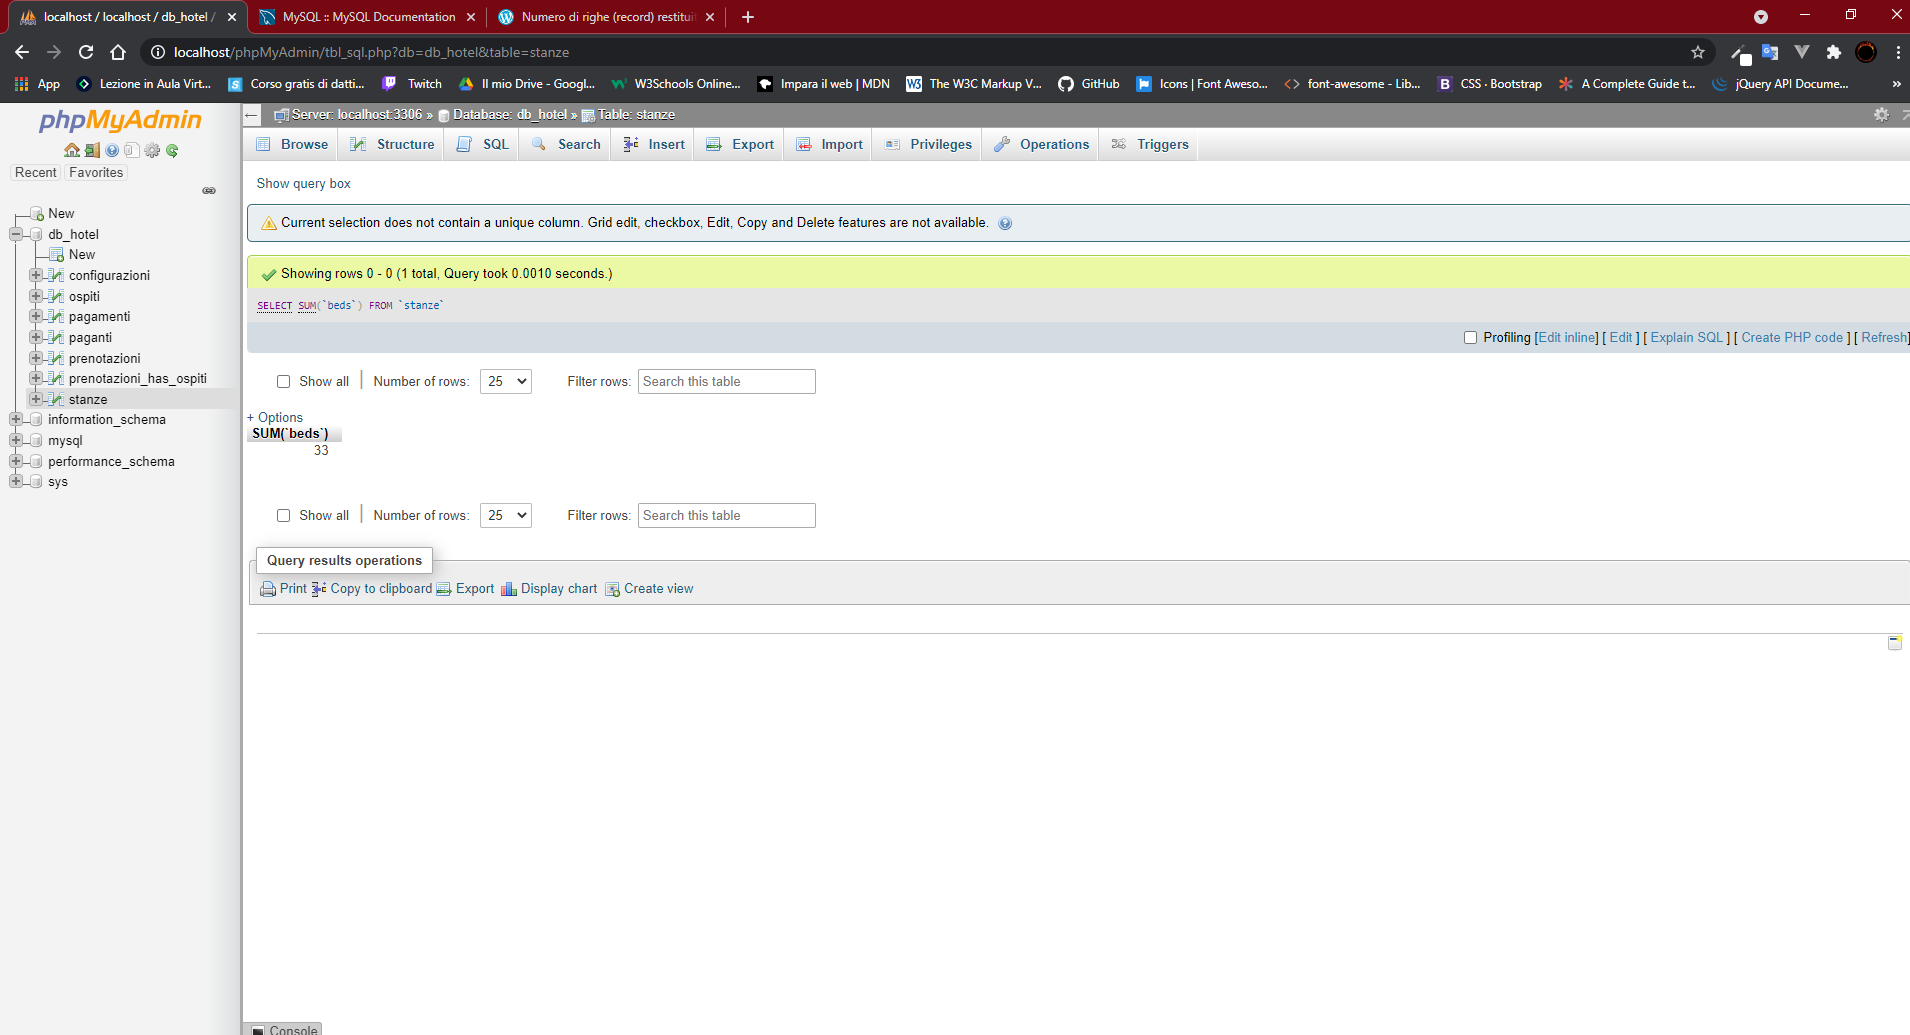 localhost / localhost / db_hotel /
MySQL :: MySQL Documentation
Numero di righe (record) restitui
localhost/phpMyAdmin/tbl_sql.php?db=db_hotel&table=stanze
App
Lezione in Aula Virt...
Corso gratis di datti...
Twitch
Il mio Drive - Googl...
W3Schools Online...
Impara il web | MDN
The W3C Markup V...
GitHub
Icons | Font Aweso...
font-awesome - Lib...
CSS · Bootstrap
A Complete Guide t...
jQuery API Docume...
»
phpMyAdmin
Recent
Favorites
New
db_hotel
New
configurazioni
ospiti
pagamenti
paganti
prenotazioni
prenotazioni_has_ospiti
stanze
information_schema
mysql
performance_schema
sys
Server: localhost:3306 » Database: db_hotel » Table: stanze
Browse
Structure
SQL
Search
Insert
Export
Import
Privileges
Operations
Triggers
Show query box
Current selection does not contain a unique column. Grid edit, checkbox, Edit, Copy and Delete features are not available.
Showing rows 0 - 0 (1 total, Query took 0.0010 seconds.)
SELECT SUM(`beds`) FROM `stanze`
Profiling [Edit inline] [ Edit ] [ Explain SQL ] [ Create PHP code ] [ Refresh]
Show all | Number of rows: 25 Filter rows: Search this table
+ Options
SUM(`beds`)
33
Show all | Number of rows: 25 Filter rows: Search this table
Query results operations
Print Copy to clipboard Export Display chart Create view
Console